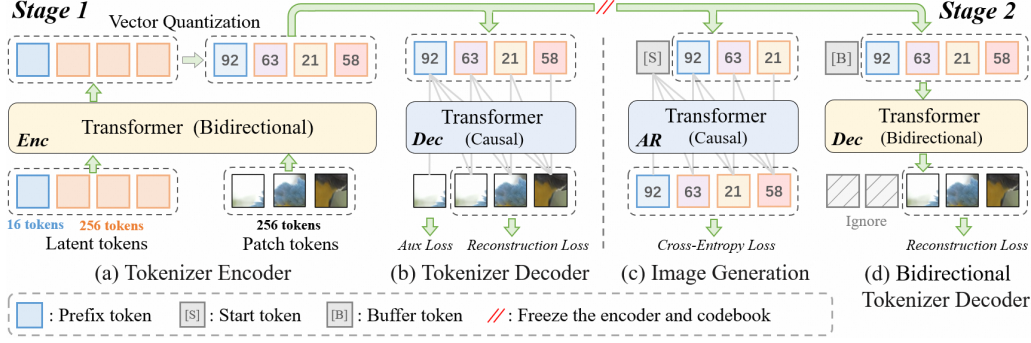 Stage 1
Stage 2
Vector Quantization
92 63 21 58
92 63 21 58
[S] 92 63 21
[B] 92 63 21 58
Enc Transformer (Bidirectional)
Transformer
Dec (Causal)
Transformer
AR (Causal)
Transformer
Dec (Bidirectional)
92 63 21 58
16 tokens 256 tokens
Latent tokens
256 tokens
Patch tokens
Aux Loss Reconstruction Loss
Cross-Entropy Loss
Ignore
Reconstruction Loss
(a) Tokenizer Encoder
(b) Tokenizer Decoder
(c) Image Generation
(d) Bidirectional
Tokenizer Decoder
: Prefix token [S] : Start token [B] : Buffer token // : Freeze the encoder and codebook